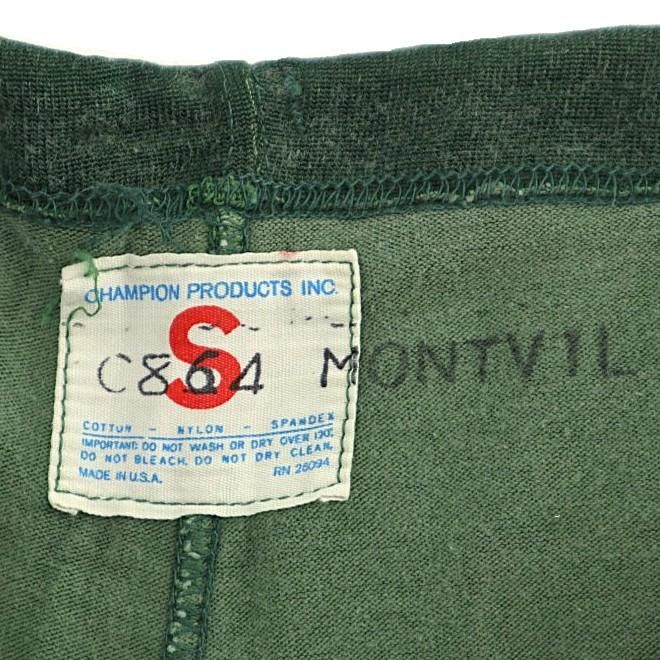 CHAMPION PRODUCTS INC.
S
C864 MONTVIL
COTTON - NYLON - SPANDEX
IMPORTANT: DO NOT WASH OR DRY OVER 130°.
DO NOT BLEACH. DO NOT DRY CLEAN.
MADE IN U.S.A. RN 26094